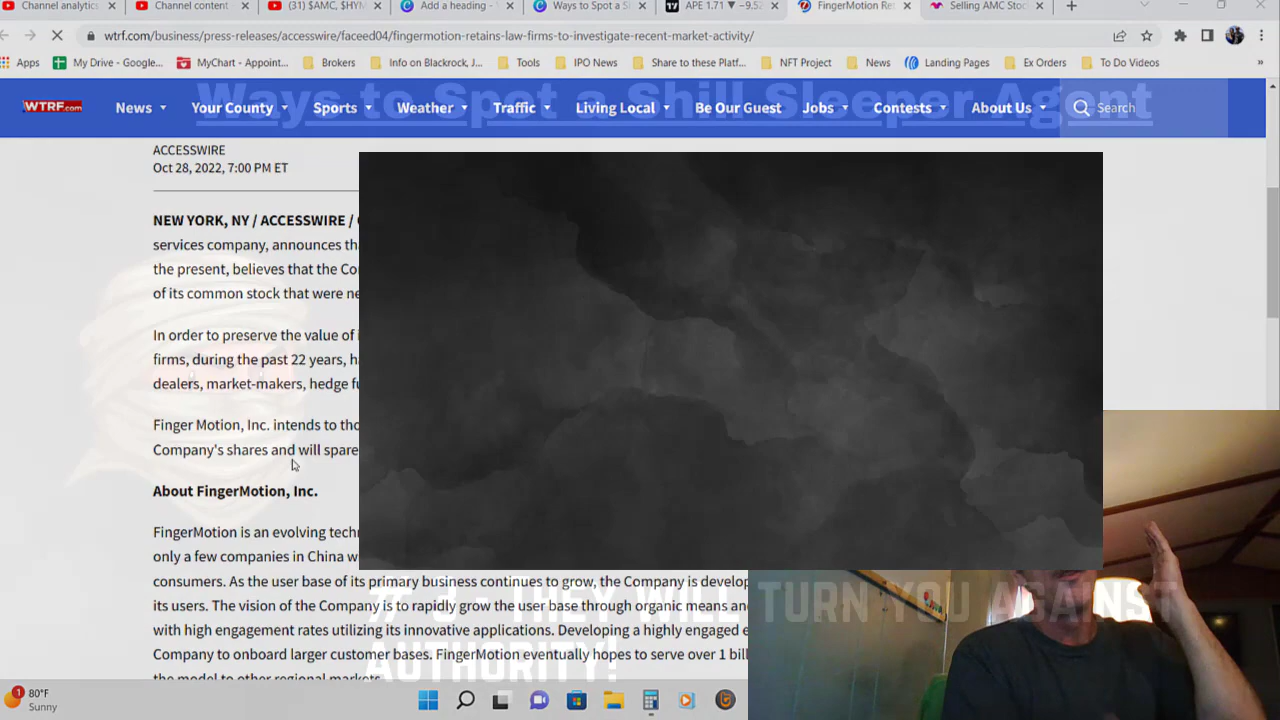 Channel analytics
Channel content
(31) $AMC, $HYM
Add a heading -
Ways to Spot a S
APE 1.71 ▼ −9.52
FingerMotion Re
Selling AMC Stoc
wtrf.com/business/press-releases/accesswire/faceed04/fingermotion-retains-law-firms-to-investigate-recent-market-activity/
Apps
My Drive - Google...
MyChart - Appoint...
Brokers
Info on Blackrock, J...
Tools
IPO News
Share to these Platf...
NFT Project
News
Landing Pages
Ex Orders
To Do Videos
»
WTRF.com
News
Your County
Sports
Weather
Traffic
Living Local
Be Our Guest
Jobs
Contests
About Us
Search
Ways to Spot a Shill Sleeper Agent
ACCESSWIRE
Oct 28, 2022, 7:00 PM ET
NEW YORK, NY / ACCESSWIRE /
services company, announces
the present, believes that the
of its common stock that were
In order to preserve the value of
firms, during the past 22 years,
dealers, market-makers, hedge
Finger Motion, Inc. intends to
Company's shares and will spare
About FingerMotion, Inc.
FingerMotion is an evolving
only a few companies in China
consumers. As the user base of its primary business continues to grow, the Company is
its users. The vision of the Company is to rapidly grow the user base through organic means
with high engagement rates utilizing its innovative applications. Developing a highly engaged
Company to onboard larger customer bases. FingerMotion eventually hopes to serve over 1
the model to other regional markets.
# 3 - THEY WILL TURN YOU AGAINST
AUTHORITY!
1
80°F
Sunny